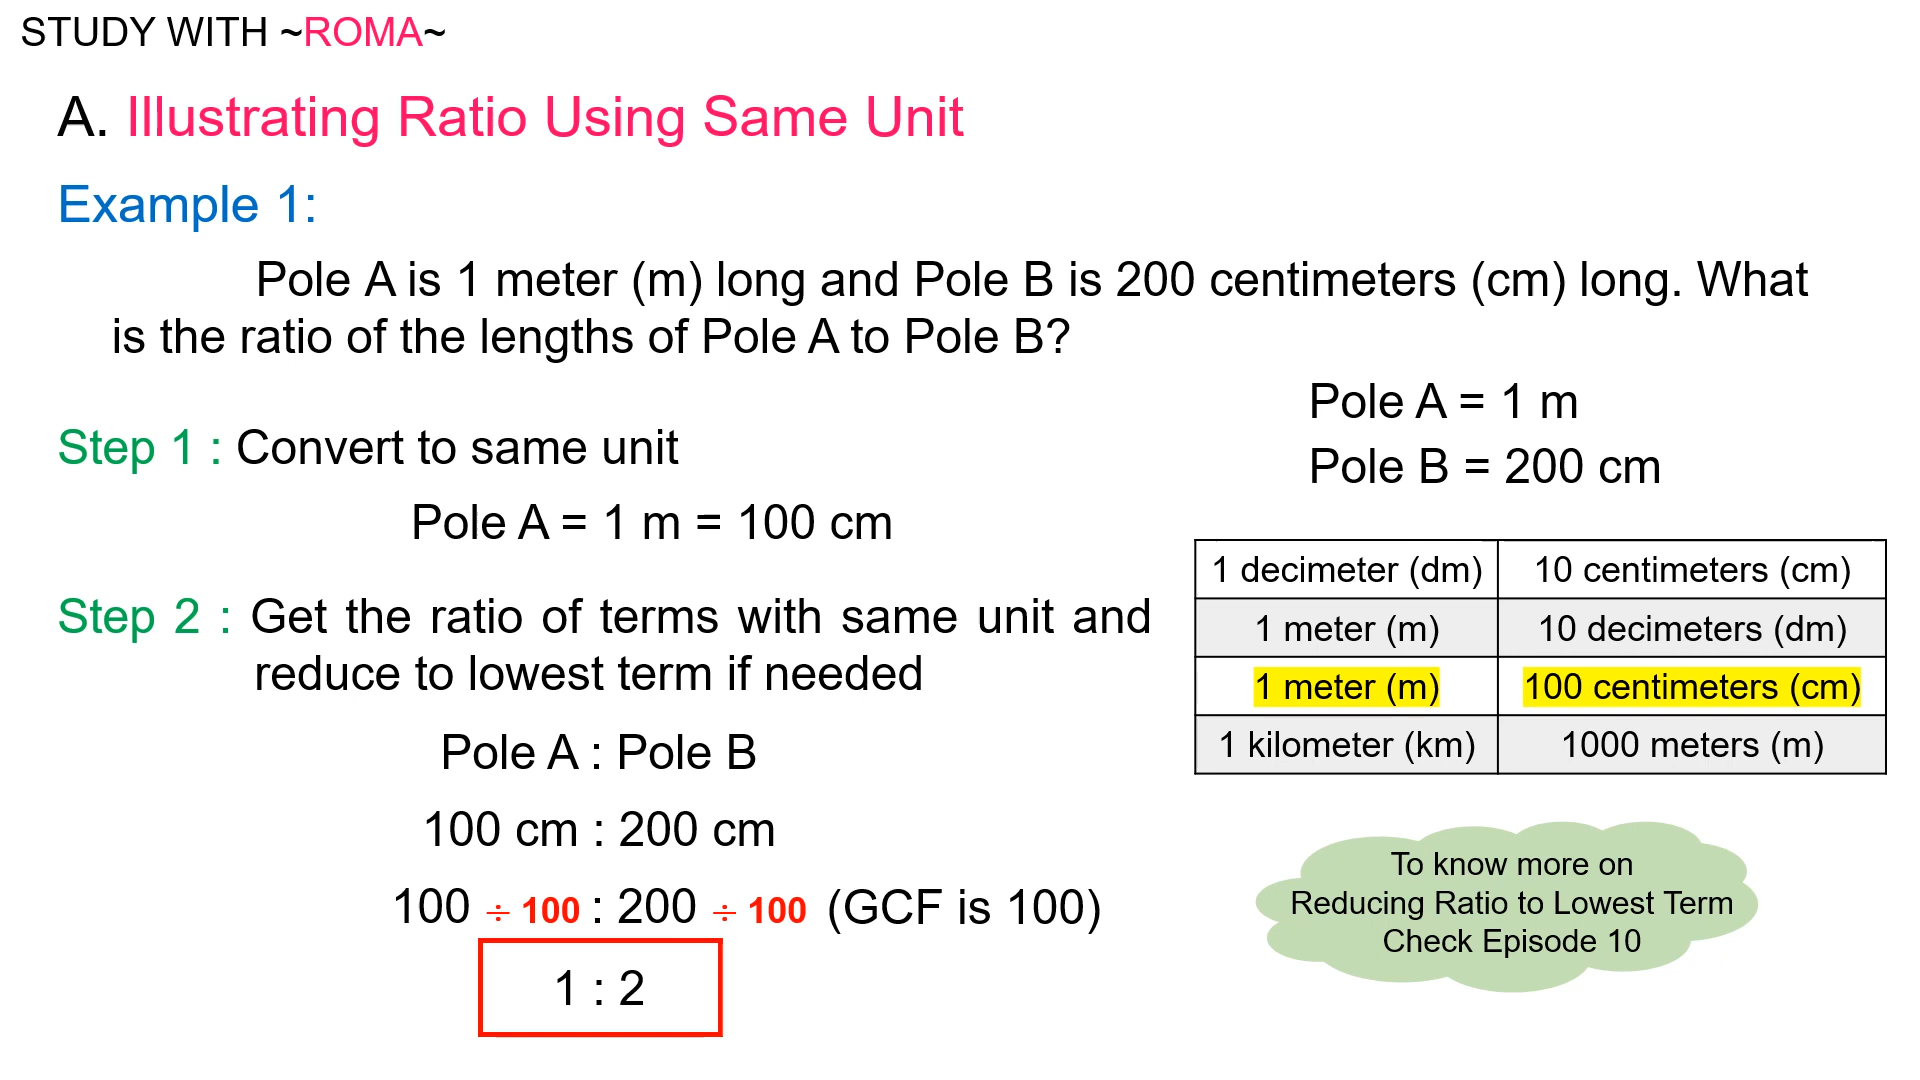 STUDY WITH ~ROMA~
A. Illustrating Ratio Using Same Unit
Example 1:
Pole A is 1 meter (m) long and Pole B is 200 centimeters (cm) long. What
is the ratio of the lengths of Pole A to Pole B?
Pole A = 1 m
Pole B = 200 cm
Step 1 : Convert to same unit
Pole A = 1 m = 100 cm
Step 2 : Get the ratio of terms with same unit and
reduce to lowest term if needed
Pole A : Pole B
100 cm : 200 cm
100 ÷ 100 : 200 ÷ 100 (GCF is 100)
1 : 2
1 decimeter (dm) 10 centimeters (cm)
1 meter (m) 10 decimeters (dm)
1 meter (m) 100 centimeters (cm)
1 kilometer (km) 1000 meters (m)
To know more on
Reducing Ratio to Lowest Term
Check Episode 10